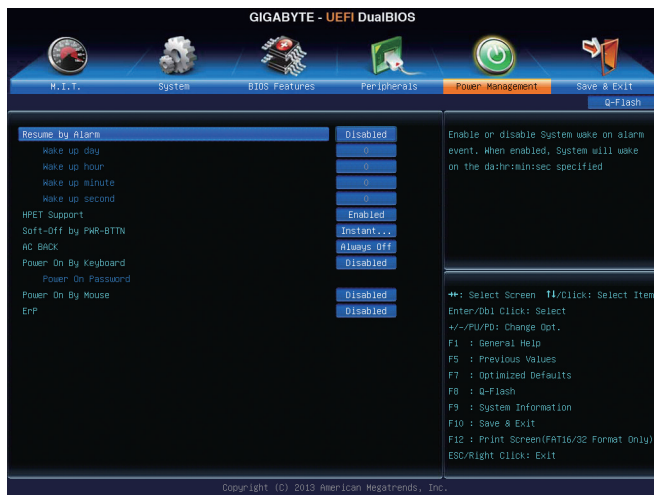 GIGABYTE - UEFI DualBIOS
M.I.T.
System
BIOS Features
Peripherals
Power Management
Save & Exit
Q-Flash
Resume by Alarm Disabled
Wake up day 0
Wake up hour 0
Wake up minute 0
Wake up second 0
HPET Support Enabled
Soft-Off by PWR-BTTN Instant...
AC BACK Always Off
Power On By Keyboard Disabled
Power On Password
Power On By Mouse Disabled
ErP Disabled
Enable or disable System wake on alarm
event. When enabled, System will wake
on the da:hr:min:sec specified
→←: Select Screen ↑↓/Click: Select Item
Enter/Dbl Click: Select
+/-/PU/PD: Change Opt.
F1 : General Help
F5 : Previous Values
F7 : Optimized Defaults
F8 : Q-Flash
F9 : System Information
F10 : Save & Exit
F12 : Print Screen(FAT16/32 Format Only)
ESC/Right Click: Exit
Copyright (C) 2013 American Megatrends, Inc.